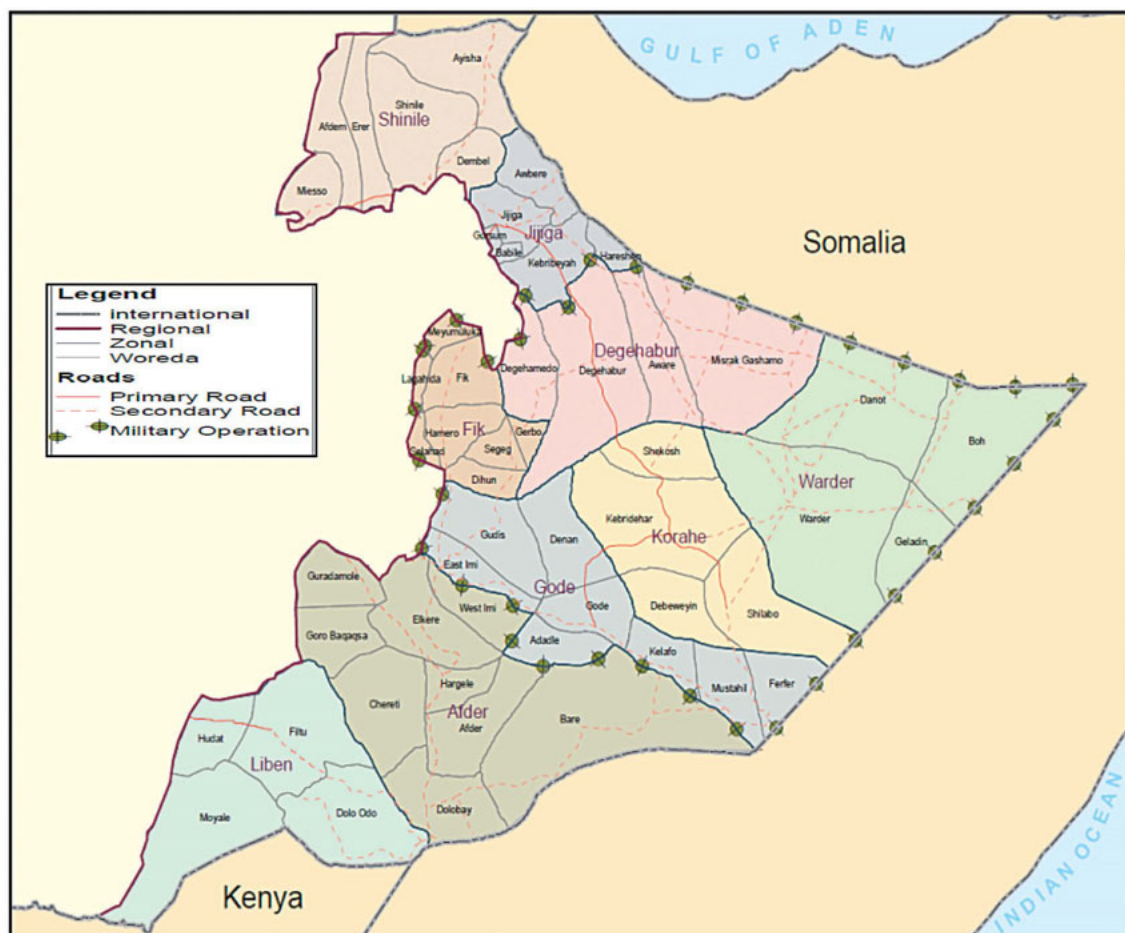 GULF OF ADEN
Ayisha
Shinile
Afdem
Erer
Shinile
Dembel
Miesso
Awbere
Jijiga
Gursum
Jijiga
Babile
Kebribeyah
Hareshen
Somalia
Legend
International
Regional
Zonal
Woreda
Roads
Primary Road
Secondary Road
Military Operation
Meyumuluka
Lagahida
Fik
Degehamedo
Degehabur
Degehabur
Aware
Misrak Gashamo
Danot
Boh
Hamero
Fik
Gerbo
Segeg
Dihun
Shekosh
Warder
Kebridehar
Korahe
Warder
Geladin
Gudis
Denan
East Imi
Gode
West Imi
Gode
Debeweyin
Shilabo
Guradamole
Elkere
Goro Baqaqsa
Adadle
Kelafo
Mustahil
Ferfer
Hargele
Chereti
Afder
Afder
Bare
Hudat
Filtu
Liben
Moyale
Dolo Odo
Dolobay
Kenya
INDIAN OCEAN